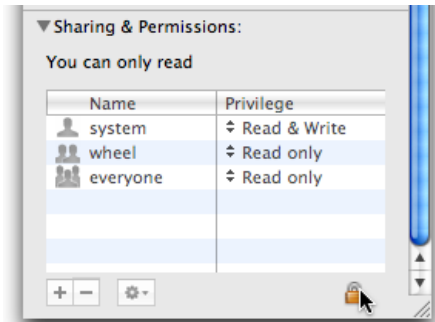 Sharing & Permissions:
You can only read
Name Privilege
system Read & Write
wheel Read only
everyone Read only